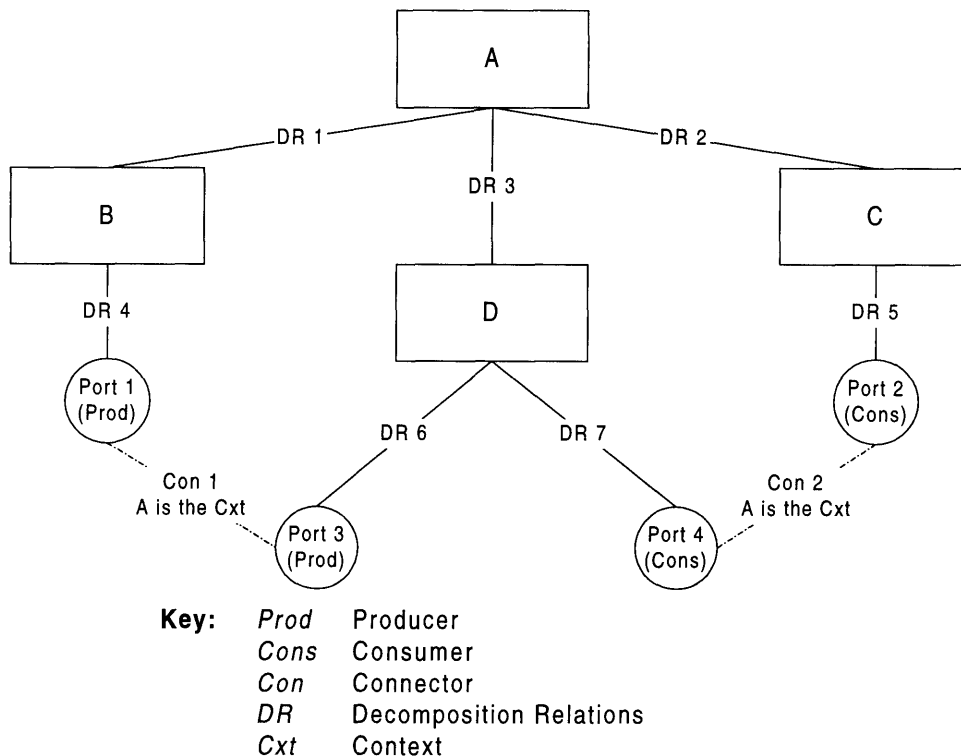 A
DR 1
DR 2
DR 3
B
C
D
DR 4
DR 5
Port 1
(Prod)
Port 2
(Cons)
DR 6
DR 7
Con 1
A is the Cxt
Con 2
A is the Cxt
Port 3
(Prod)
Port 4
(Cons)
Key: Prod Producer
Cons Consumer
Con Connector
DR Decomposition Relations
Cxt Context